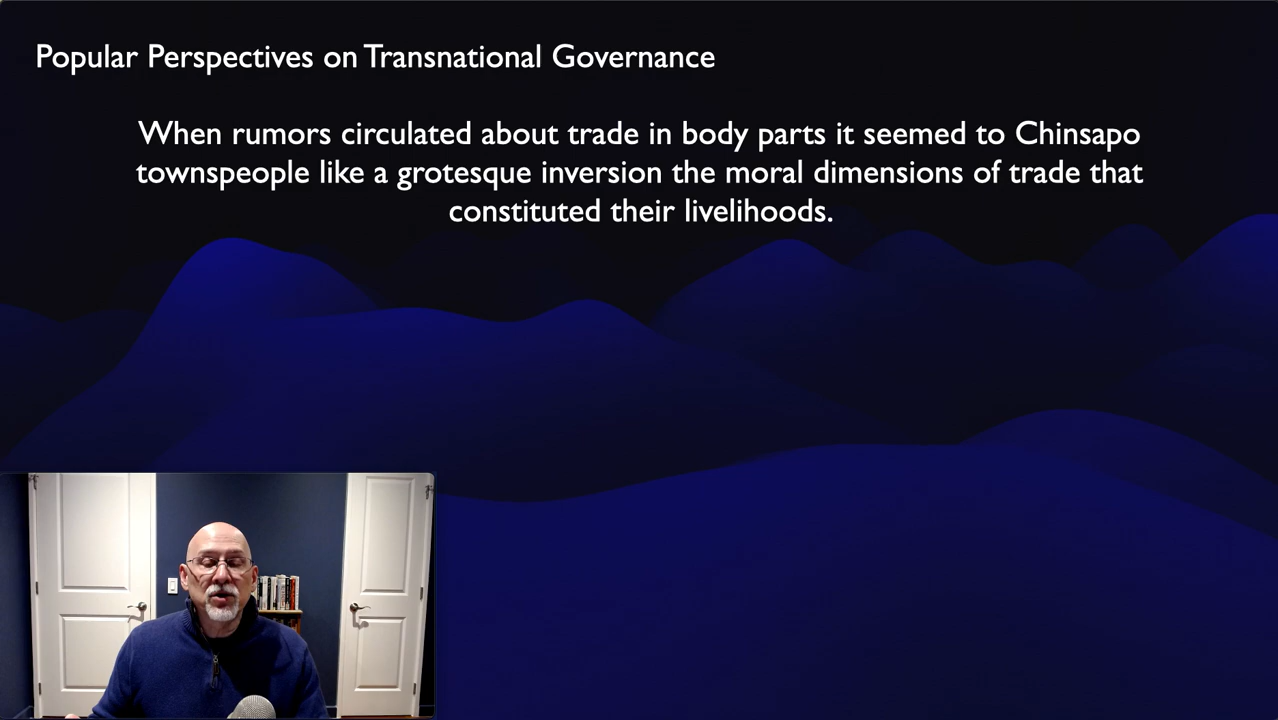 Popular Perspectives on Transnational Governance
When rumors circulated about trade in body parts it seemed to Chinsapo
townspeople like a grotesque inversion the moral dimensions of trade that
constituted their livelihoods.